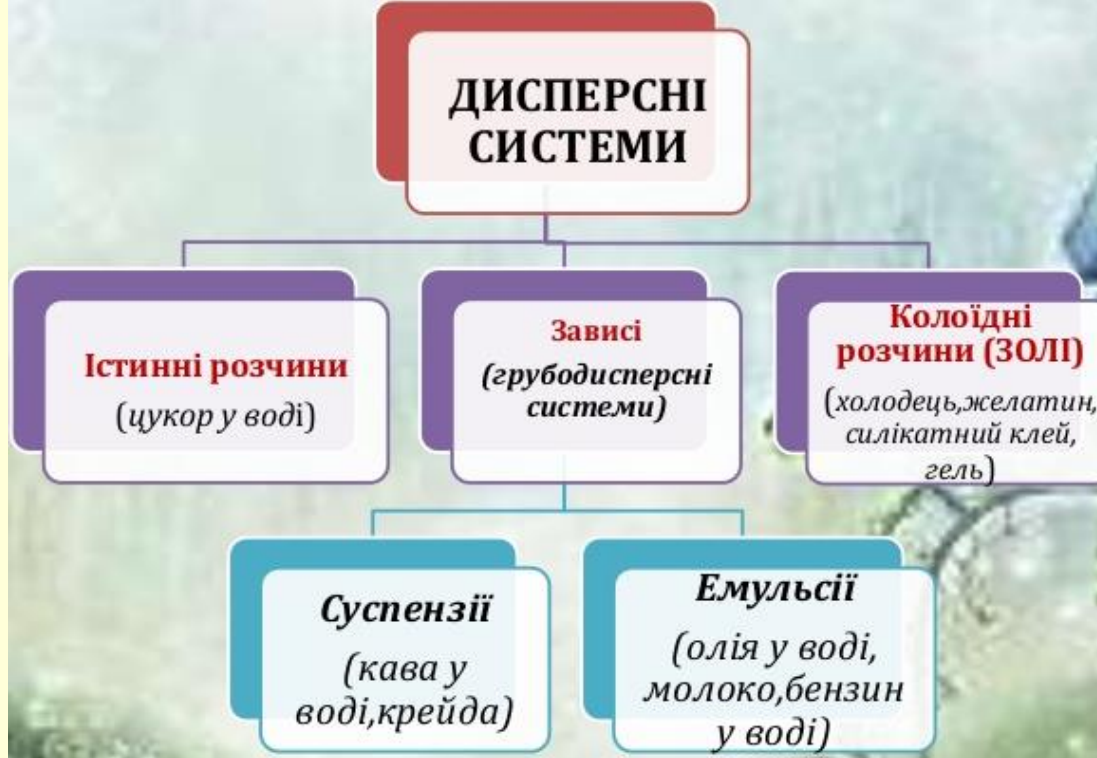 ДИСПЕРСНІ
СИСТЕМИ
Істинні розчини
(цукор у воді)
Зависі
(грубодисперсні
системи)
Колоїдні
розчини (ЗОЛІ)
(холодець,желатин,
силікатний клей,
гель)
Суспензії
(кава у
воді,крейда)
Емульсії
(олія у воді,
молоко,бензин
у воді)